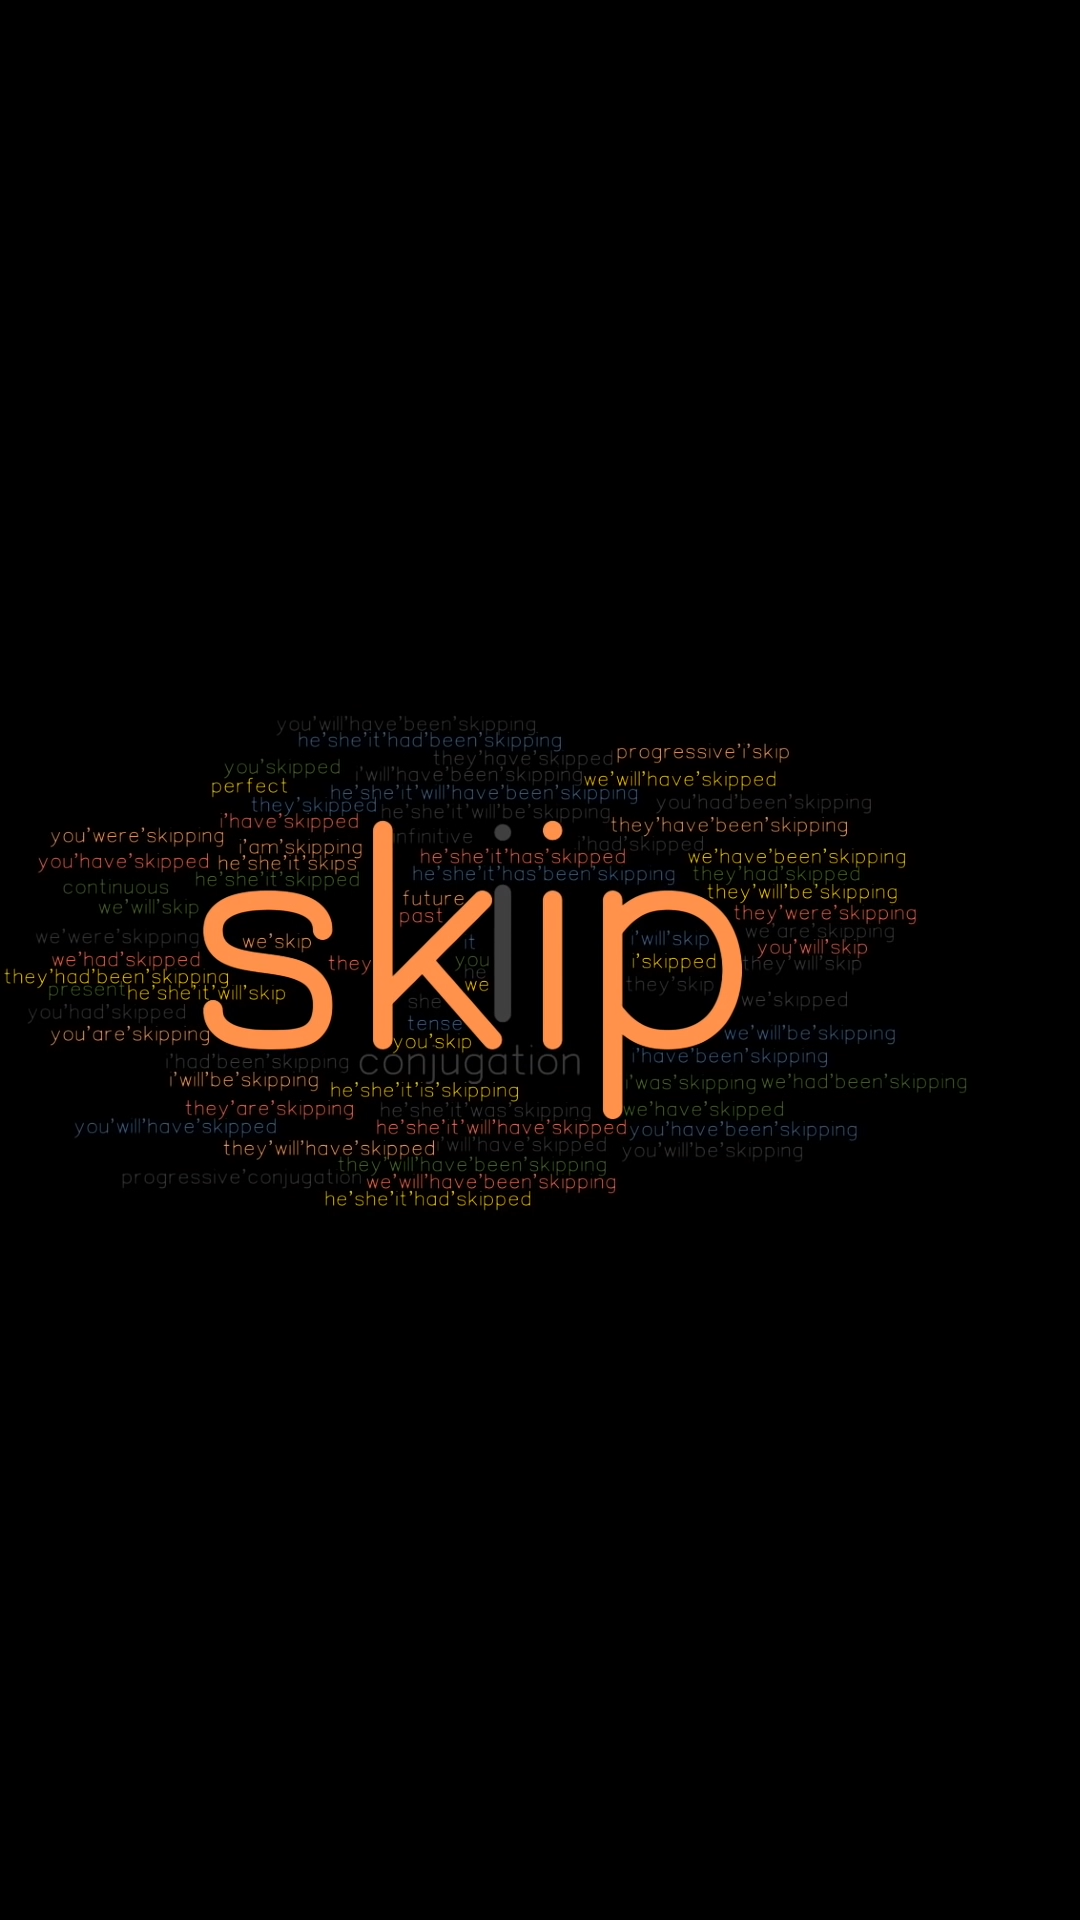 you'will'have'been'skipping
he'she'it'had'been'skipping
they'have'skipped
progressive'i'skip
you'skipped
i'will'have'been'skipping
we'will'have'skipped
perfect
he'she'it'will'have'been'skipping
they'skipped
you'had'been'skipping
he'she'it'will'be'skipping
i'have'skipped
they'have'been'skipping
you'were'skipping
infinitive
i'had'skipped
i'am'skipping
he'she'it'has'skipped
we'have'been'skipping
you'have'skipped
he'she'it'skips
he'she'it'has'been'skipping
they'had'skipped
he'she'it'skipped
continuous
they'will'be'skipping
future
we'will'skip
past
they'were'skipping
we'are'skipping
we'were'skipping
i'will'skip
we'skip
it
you'will'skip
we'had'skipped
you
i'skipped
they
they'will'skip
he
they'had'been'skipping
we
they'skip
present
he'she'it'will'skip
she
we'skipped
you'had'skipped
tense
skip
i
you'are'skipping
we'will'be'skipping
you'skip
i'have'been'skipping
i'had'been'skipping
conjugation
i'will'be'skipping
i'was'skipping
we'had'been'skipping
he'she'it'is'skipping
they'are'skipping
he'she'it'was'skipping
we'have'skipped
you'will'have'skipped
he'she'it'will'have'skipped
you'have'been'skipping
they'will'have'skipped
i'will'have'skipped
you'will'be'skipping
they'will'have'been'skipping
progressive'conjugation
we'will'have'been'skipping
he'she'it'had'skipped